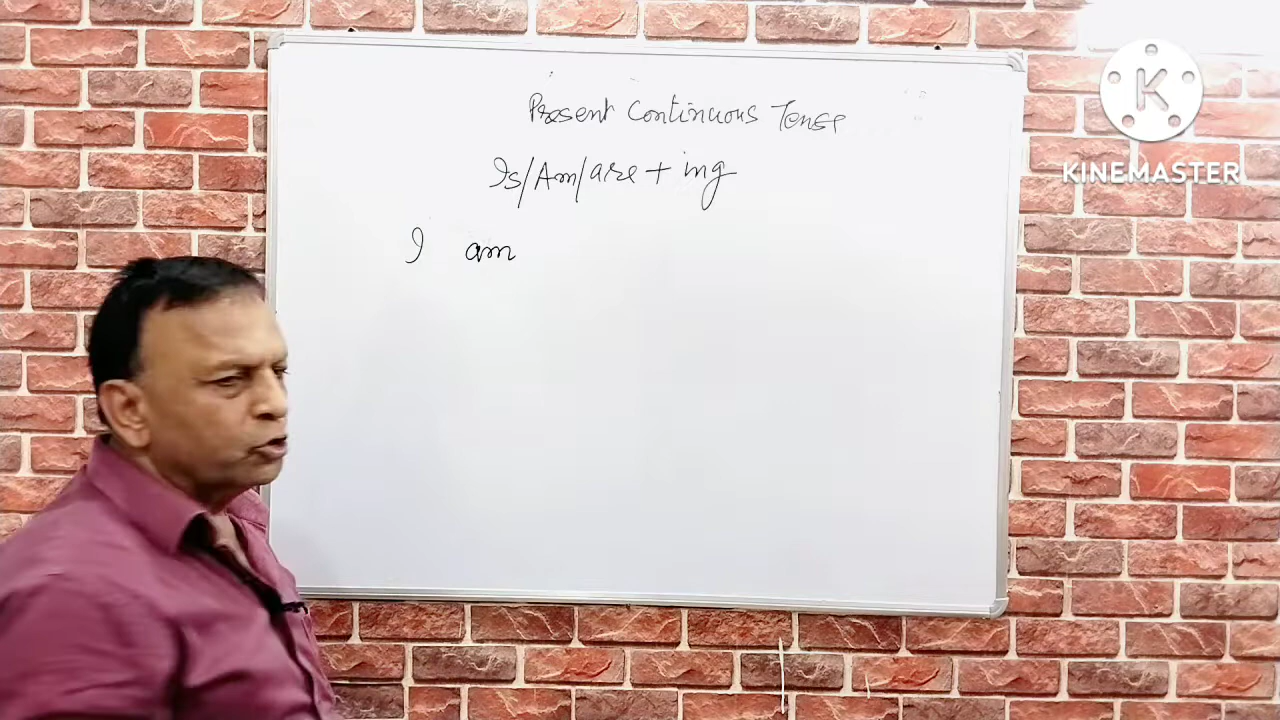 Present Continuous Tense
Is/Am/are + ing
I am
K
KINEMASTER